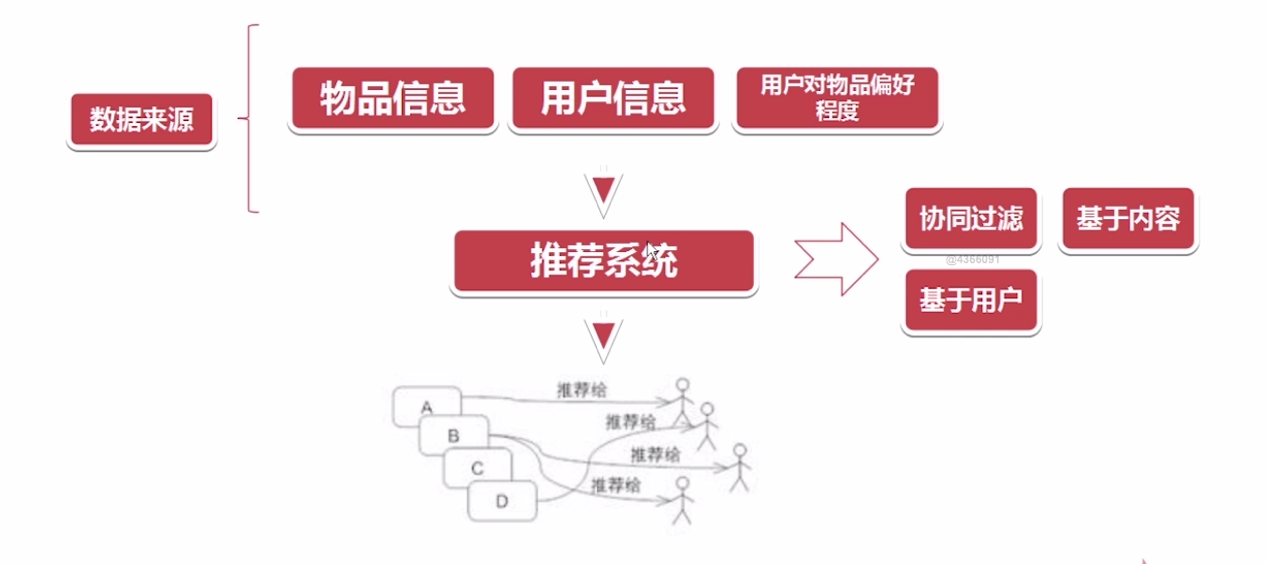 物品信息
用户信息
用户对物品偏好
程度
数据来源
协同过滤
基于内容
推荐系统
@4366091
基于用户
推荐给
A
推荐给
B
推荐给
C
推荐给
D